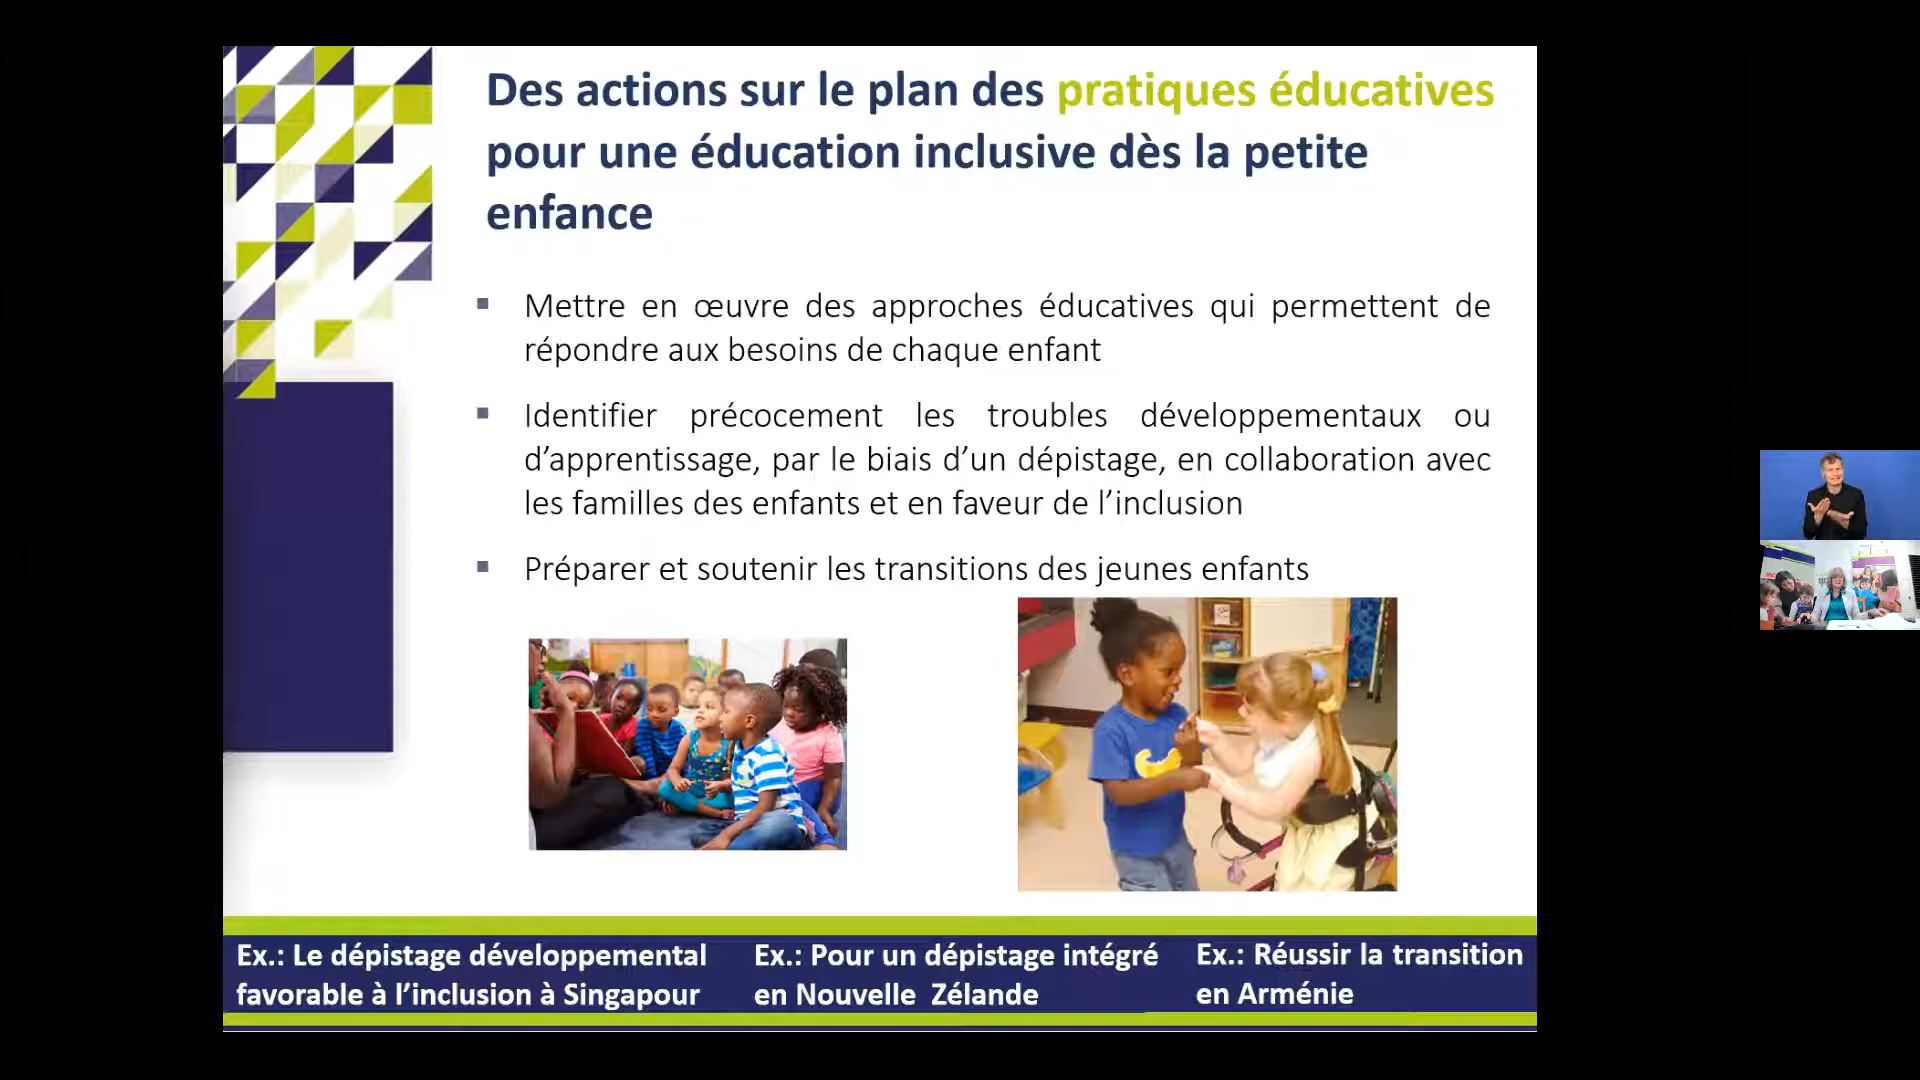 Des actions sur le plan des pratiques éducatives
pour une éducation inclusive dès la petite
enfance
▪ Mettre en œuvre des approches éducatives qui permettent de
répondre aux besoins de chaque enfant
▪ Identifier précocement les troubles développementaux ou
d’apprentissage, par le biais d’un dépistage, en collaboration avec
les familles des enfants et en faveur de l’inclusion
▪ Préparer et soutenir les transitions des jeunes enfants
Ex.: Le dépistage développemental
favorable à l’inclusion à Singapour
Ex.: Pour un dépistage intégré
en Nouvelle Zélande
Ex.: Réussir la transition
en Arménie